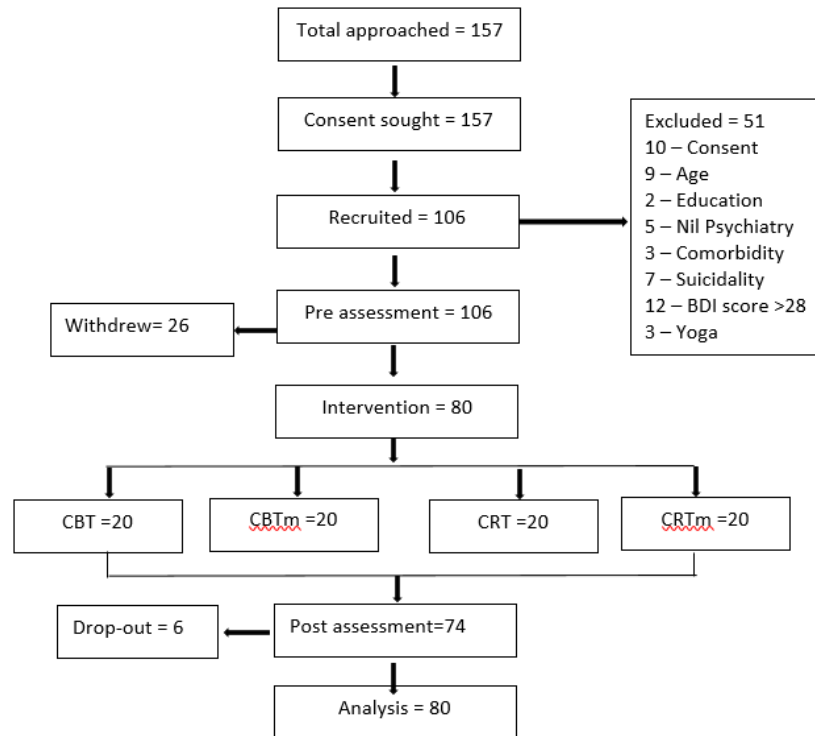 Total approached = 157
Consent sought = 157
Excluded = 51
10 – Consent
9 – Age
2 – Education
5 – Nil Psychiatry
3 – Comorbidity
7 – Suicidality
12 – BDI score >28
3 – Yoga
Recruited = 106
Pre assessment = 106
Withdrew= 26
Intervention = 80
CBT =20
CBTm =20
CRT =20
CRTm =20
Drop-out = 6
Post assessment=74
Analysis = 80